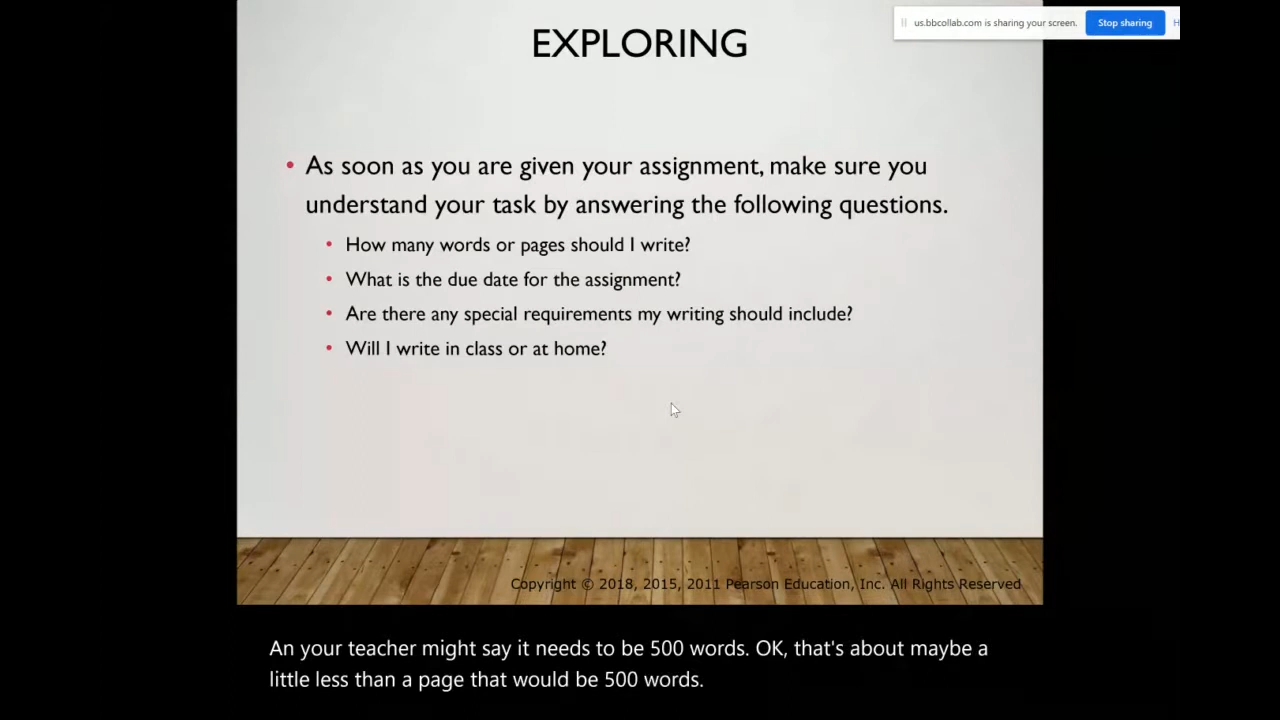 EXPLORING
us.bbcollab.com is sharing your screen.
Stop sharing
H
• As soon as you are given your assignment, make sure you
understand your task by answering the following questions.
• How many words or pages should I write?
• What is the due date for the assignment?
• Are there any special requirements my writing should include?
• Will I write in class or at home?
Copyright © 2018, 2015, 2011 Pearson Education, Inc. All Rights Reserved
An your teacher might say it needs to be 500 words. OK, that's about maybe a
little less than a page that would be 500 words.